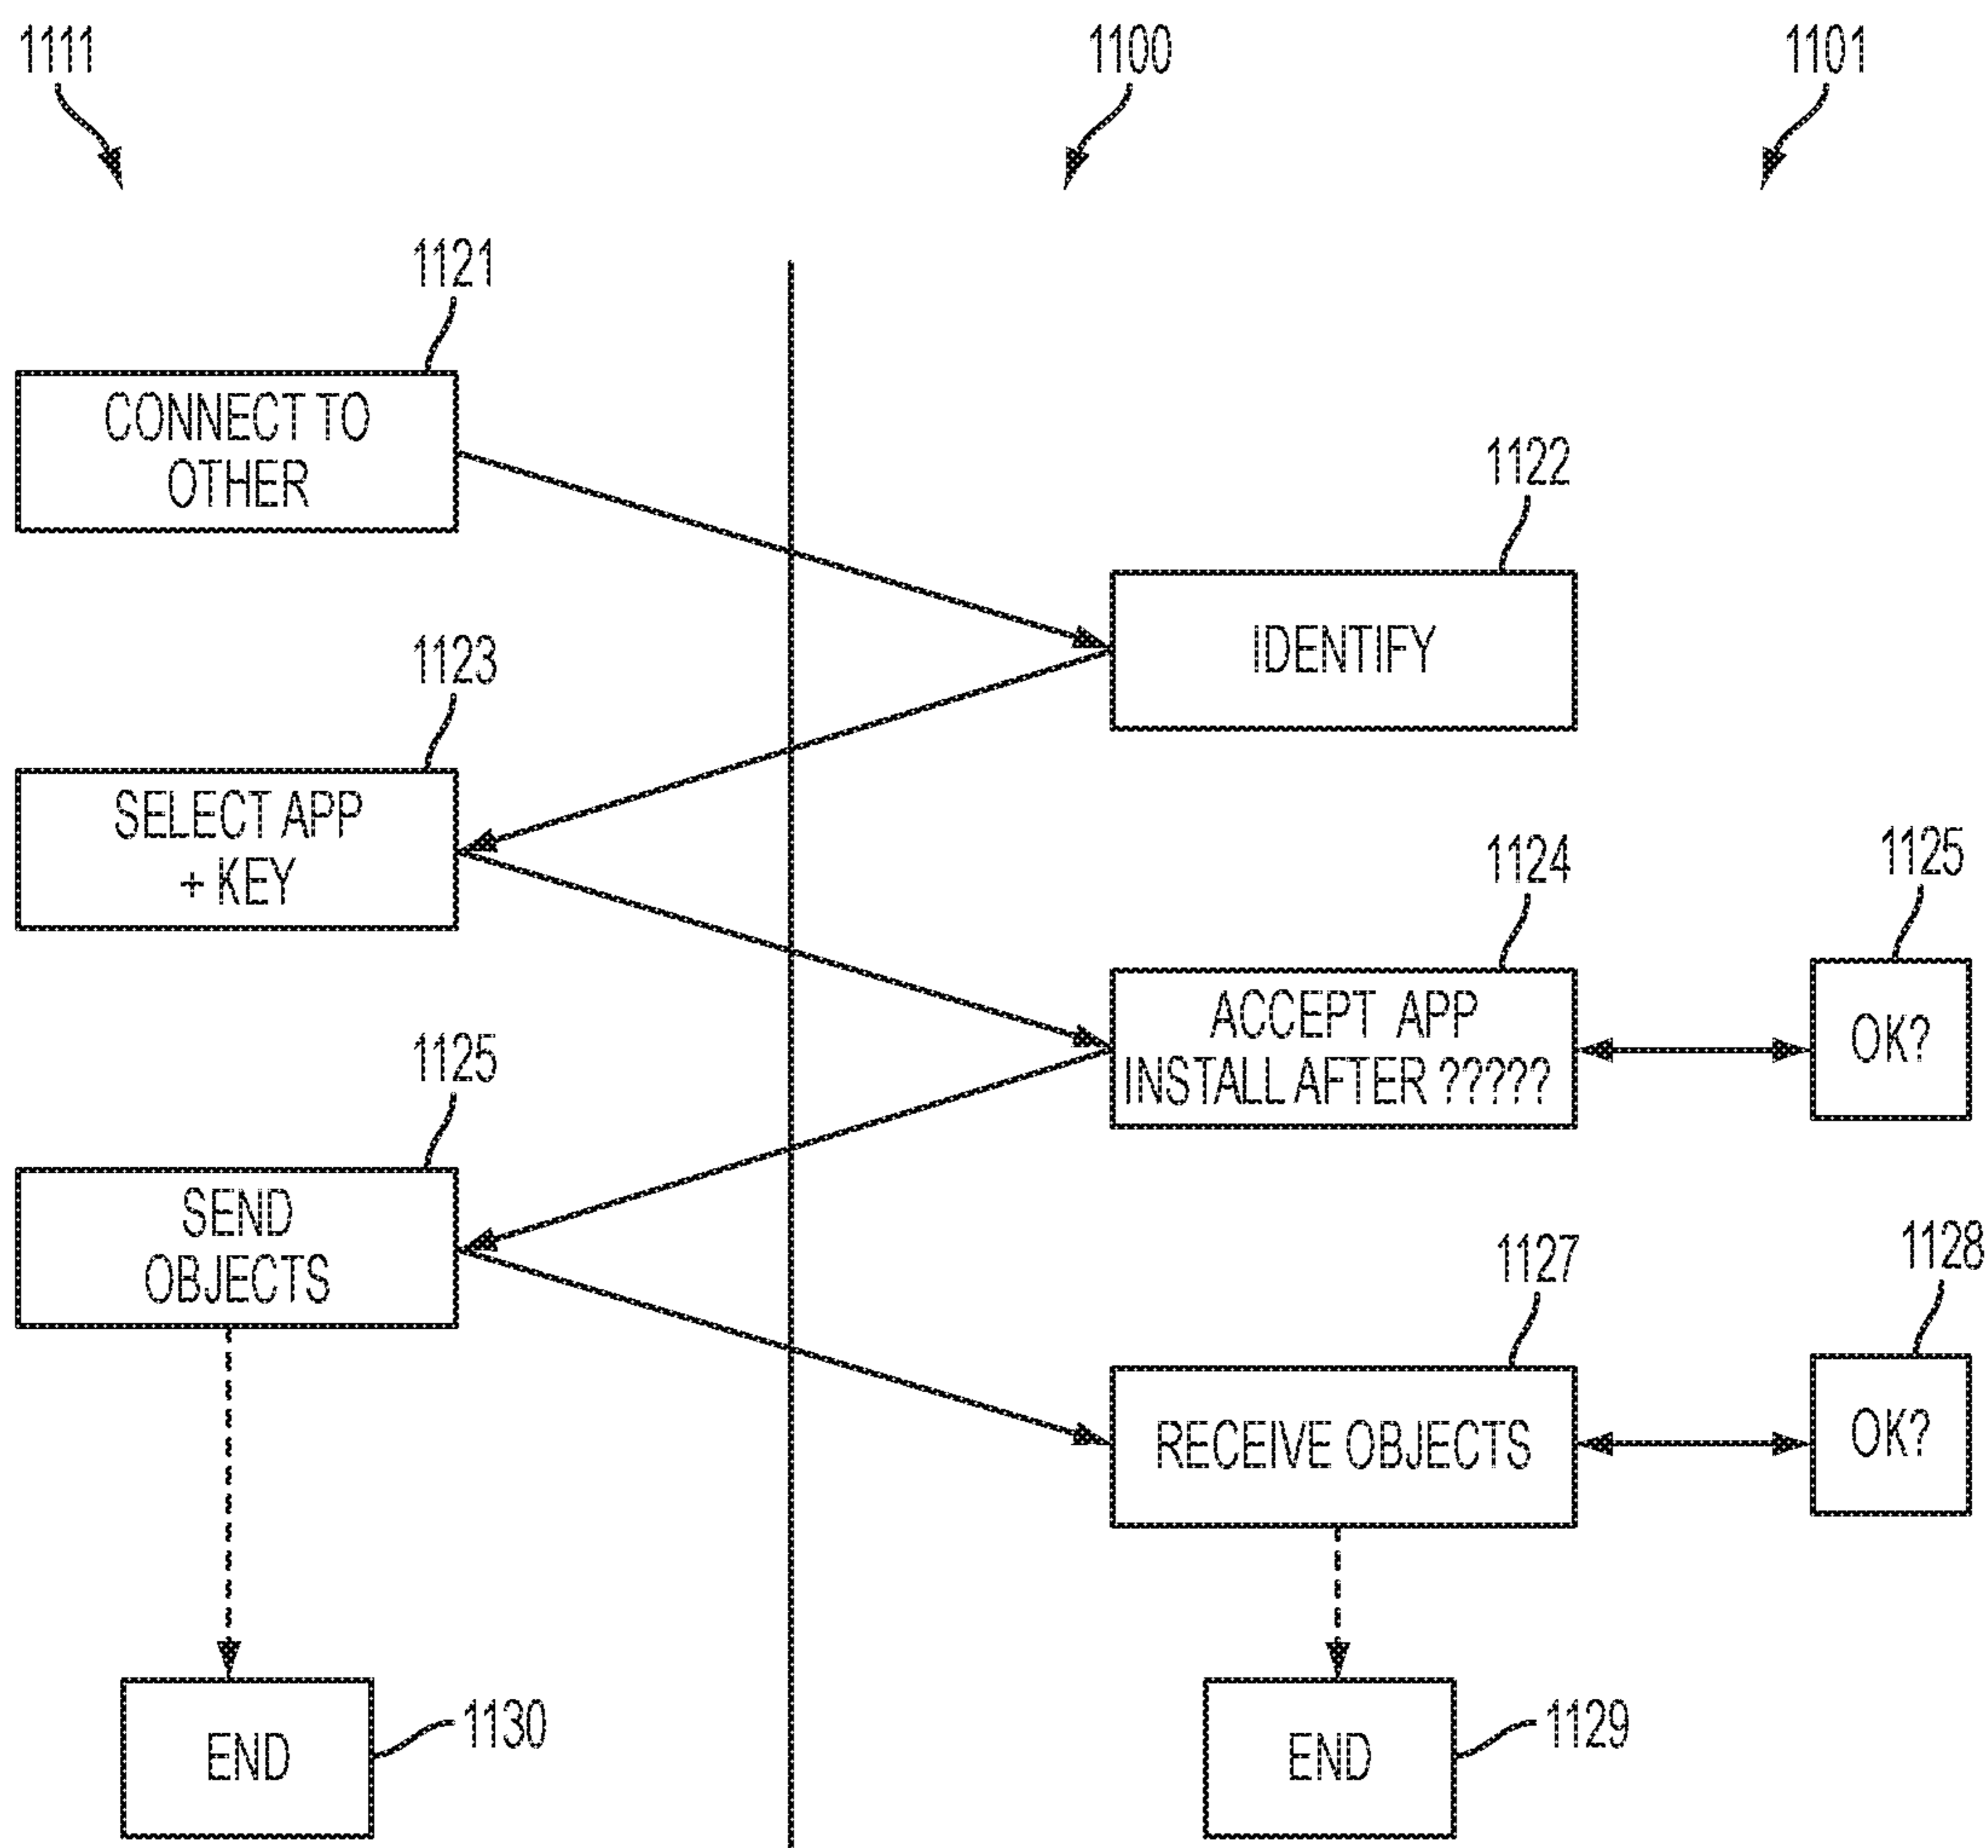 1111
1100
1101
1121
CONNECT TO
OTHER
1122
IDENTIFY
1123
SELECT APP
+ KEY
1124
ACCEPT APP
INSTALL AFTER ?????
1125
OK?
1125
SEND
OBJECTS
1127
RECEIVE OBJECTS
1128
OK?
END
1130
END
1129